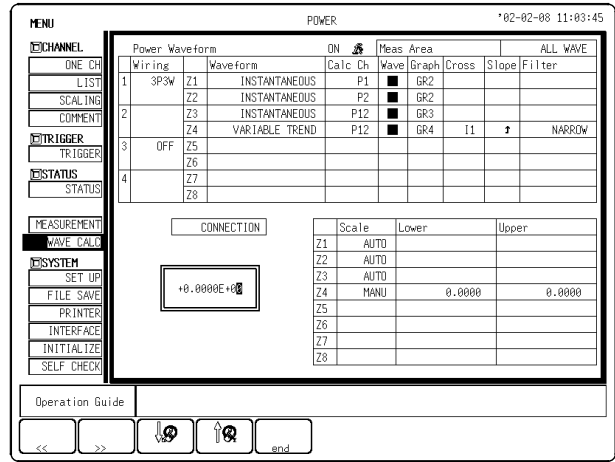 MENU POWER '02-02-08 11:03:45
CHANNEL
ONE CH
LIST
SCALING
COMMENT
TRIGGER
TRIGGER
STATUS
STATUS
MEASUREMENT
WAVE CALC
SYSTEM
SET UP
FILE SAVE
PRINTER
INTERFACE
INITIALIZE
SELF CHECK
Power Waveform ON Meas Area ALL WAVE
Wiring Waveform Calc Ch Wave Graph Cross Slope Filter
1 3P3W Z1 INSTANTANEOUS P1 ■ GR2
Z2 INSTANTANEOUS P2 ■ GR2
2 Z3 INSTANTANEOUS P12 ■ GR3
Z4 VARIABLE TREND P12 ■ GR4 I1 ↑ NARROW
3 OFF Z5
Z6
4 Z7
Z8
CONNECTION
+0.0000E+00
Scale Lower Upper
Z1 AUTO
Z2 AUTO
Z3 AUTO
Z4 MANU 0.0000 0.0000
Z5
Z6
Z7
Z8
Operation Guide
<< >> end